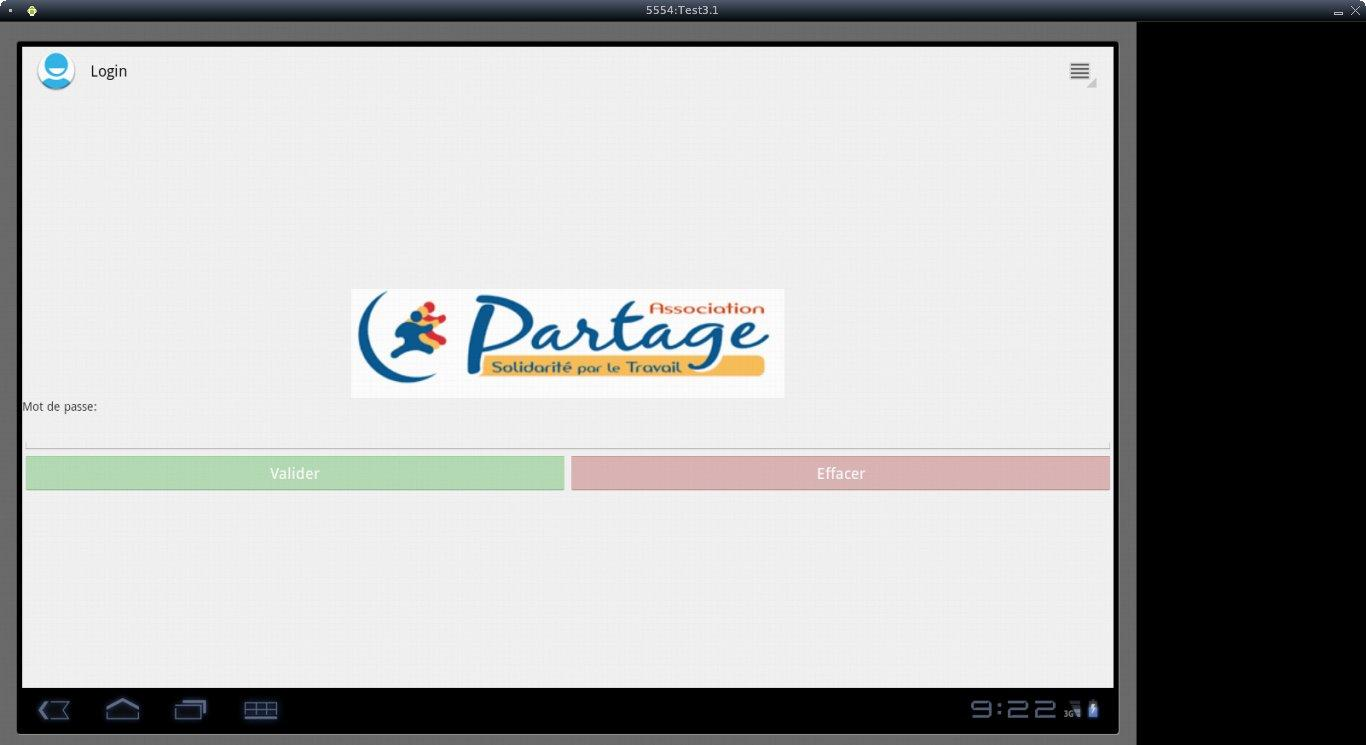 5554:Test3.1
Login
Association
Partage
Solidarité par le Travail
Mot de passe:
Valider Effacer
9:22 3G